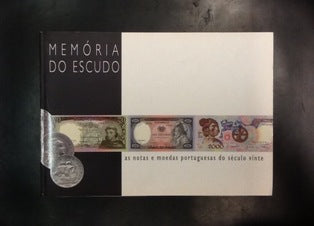 MEMÓRIA
DO ESCUDO
as notas e moedas portuguesas do século vinte